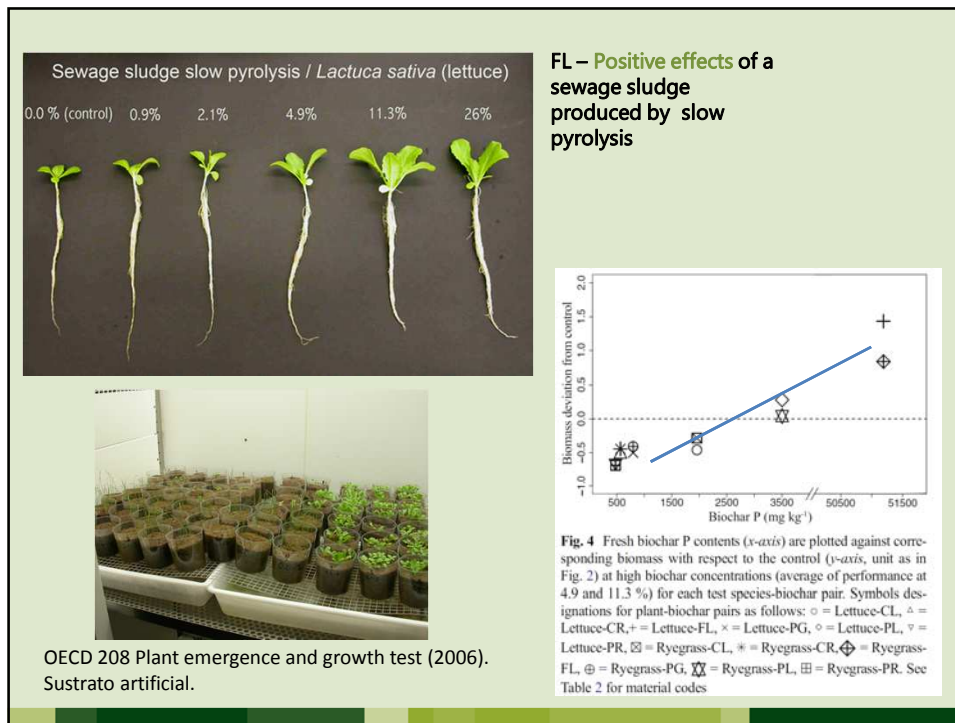 Sewage sludge slow pyrolysis / Lactuca sativa (lettuce)
0.0 % (control) 0.9% 2.1% 4.9% 11.3% 26%
FL – Positive effects of a
sewage sludge
produced by slow
pyrolysis
Biomass deviation from control
2.0
1.5
1.0
0.5
0.0
−0.5
−1.0
500 1500 2500 3500 // 50500 51500
Biochar P (mg kg⁻¹)
Fig. 4 Fresh biochar P contents (x-axis) are plotted against corre-
sponding biomass with respect to the control (y-axis, unit as in
Fig. 2) at high biochar concentrations (average of performance at
4.9 and 11.3 %) for each test species-biochar pair. Symbols des-
ignations for plant-biochar pairs as follows: ○ = Lettuce-CL, △ =
Lettuce-CR,+ = Lettuce-FL, × = Lettuce-PG, ◇ = Lettuce-PL, ▽ =
Lettuce-PR, ⊠ = Ryegrass-CL, ✳ = Ryegrass-CR, ⊕ = Ryegrass-
FL, ⊕ = Ryegrass-PG, ✡ = Ryegrass-PL, ⊞ = Ryegrass-PR. See
Table 2 for material codes
OECD 208 Plant emergence and growth test (2006).
Sustrato artificial.